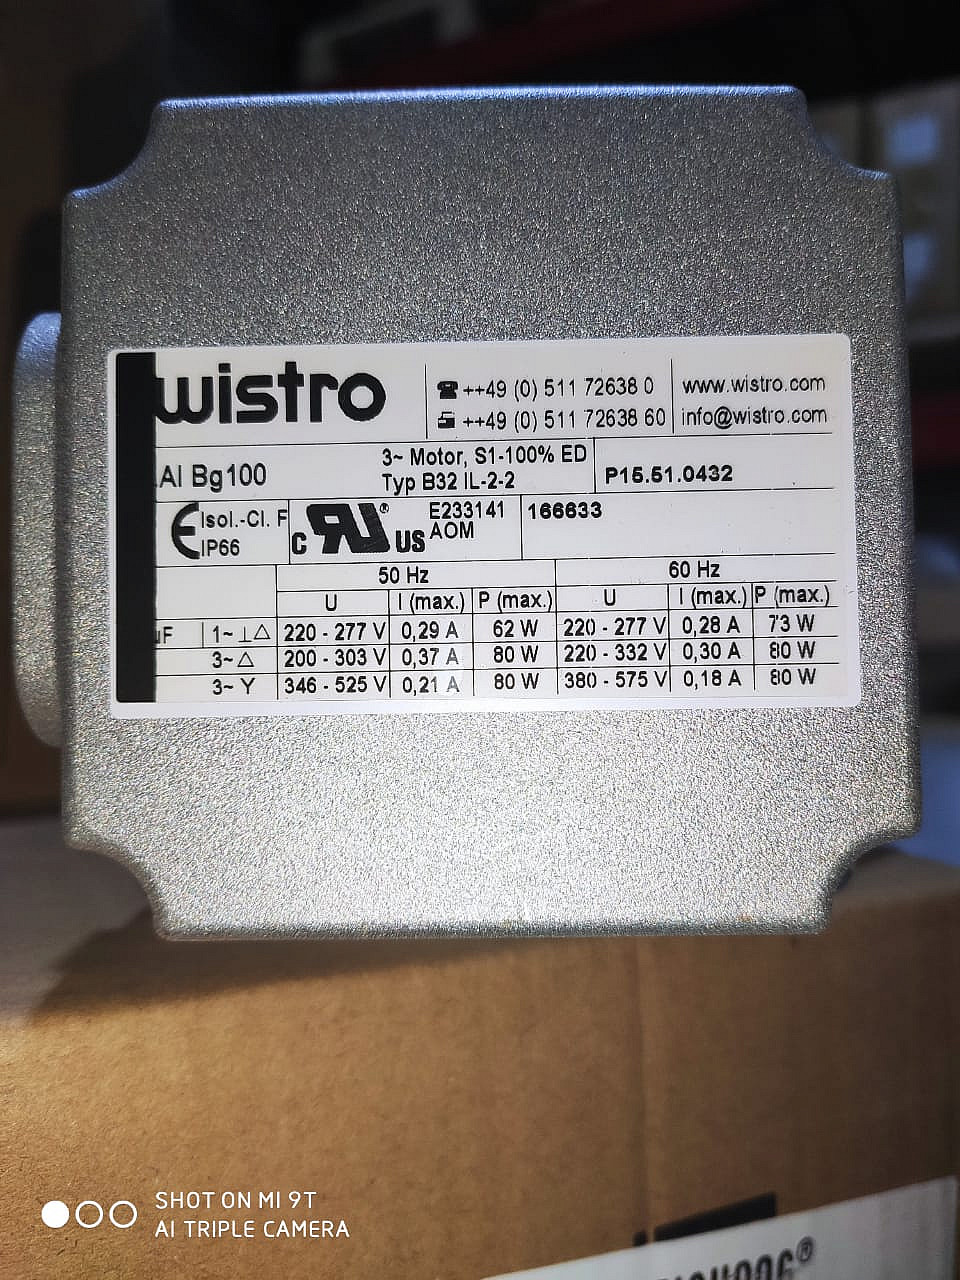 wistro
++49 (0) 511 72638 0
++49 (0) 511 72638 60
www.wistro.com
info@wistro.com
.AI Bg100
3~ Motor, S1-100% ED
Typ B32 IL-2-2
P15.51.0432
CE Isol.-Cl. F
IP66
c RU® US E233141
AOM
166633
50 Hz 60 Hz
U I (max.) P (max.) U I (max.) P (max.)
µF 1~ ⊥△ 220 - 277 V 0,29 A 62 W 220 - 277 V 0,28 A 73 W
3~ △ 200 - 303 V 0,37 A 80 W 220 - 332 V 0,30 A 80 W
3~ Y 346 - 525 V 0,21 A 80 W 380 - 575 V 0,18 A 80 W
SHOT ON MI 9T
AI TRIPLE CAMERA